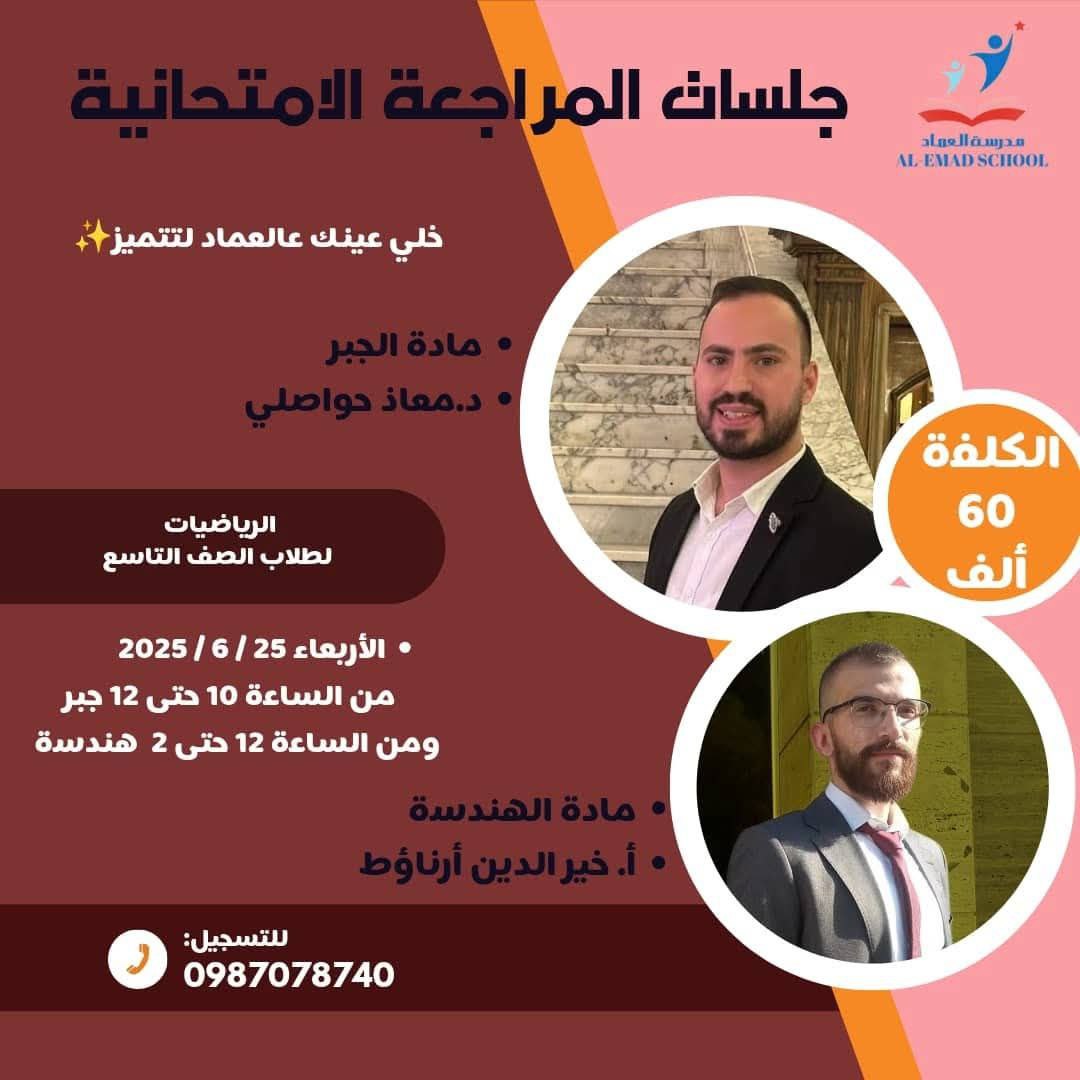 جلسات المراجعة الامتحانية
مدرسة العماد
AL-EMAD SCHOOL
خلي عينك عالعماد لتتميز✨
• مادة الجبر
• د.معاذ حواصلي
الكلفة
60
ألف
الرياضيات
لطلاب الصف التاسع
• الأربعاء 25 / 6 / 2025
من الساعة 10 حتى 12 جبر
ومن الساعة 12 حتى 2 هندسة
• مادة الهندسة
• أ. خير الدين أرناؤط
للتسجيل:
0987078740